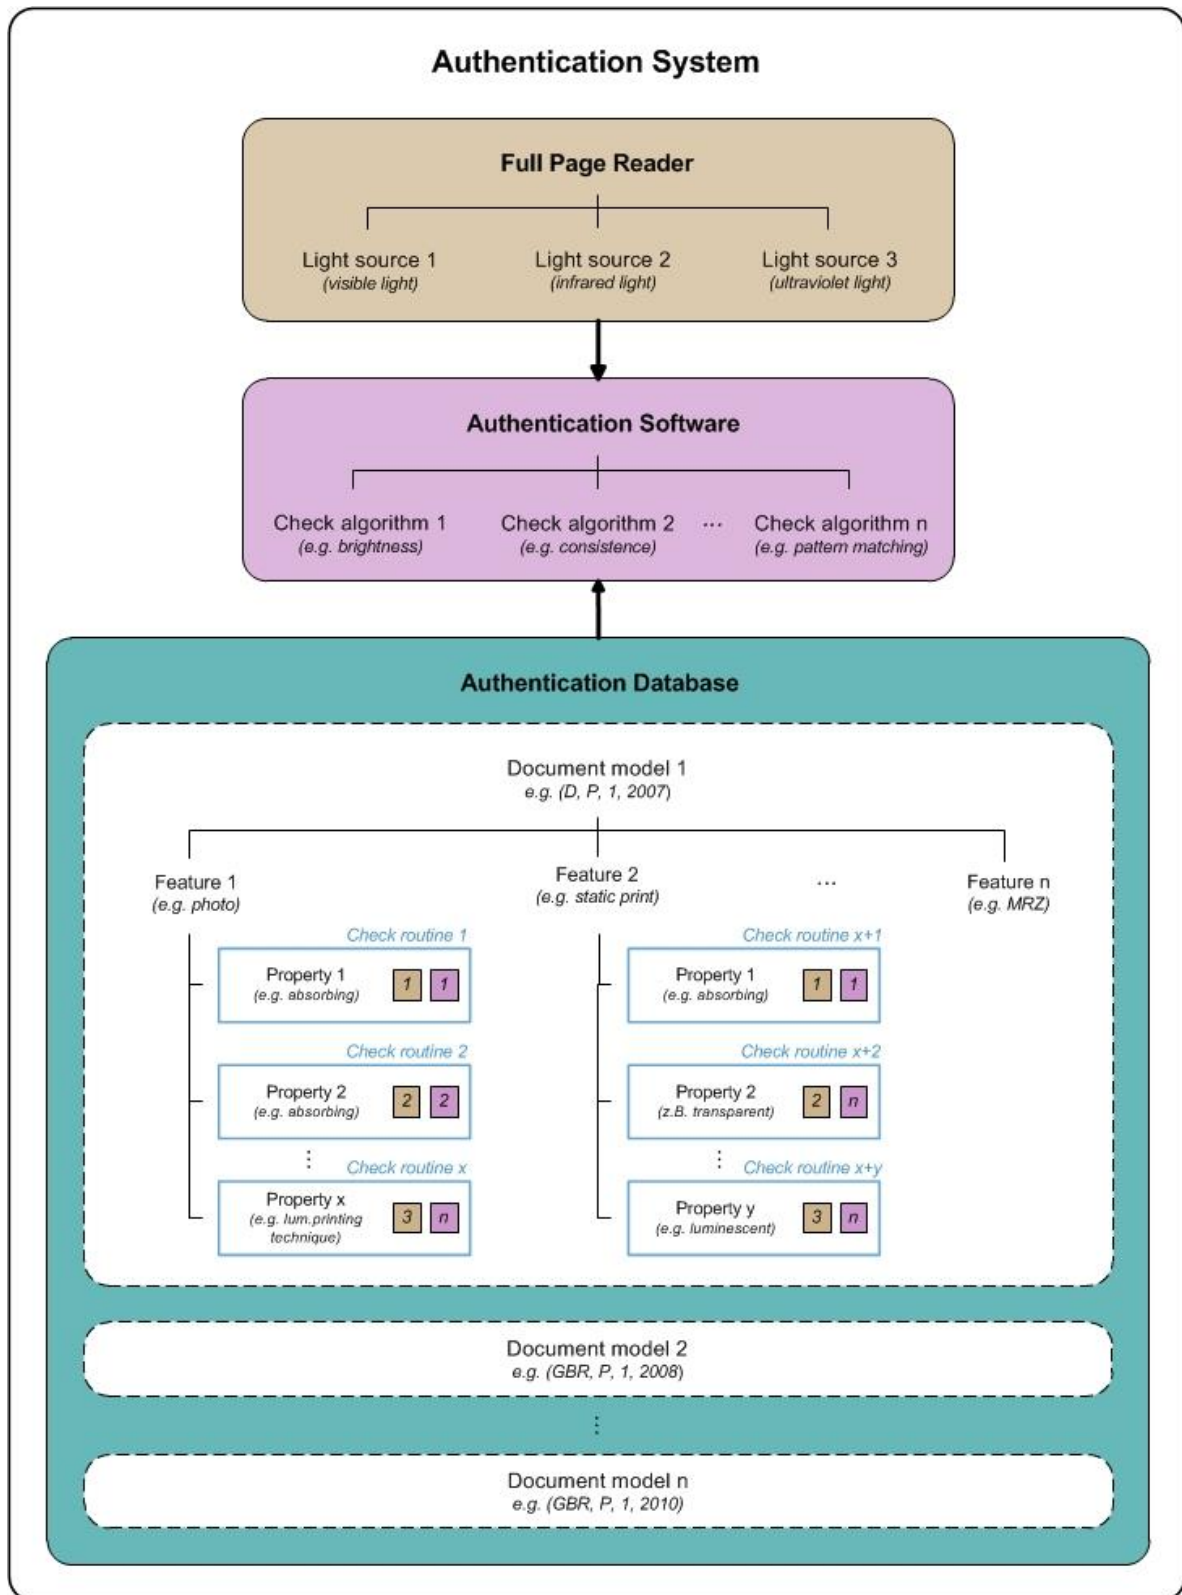 Authentication System
Full Page Reader
Light source 1
(visible light)
Light source 2
(infrared light)
Light source 3
(ultraviolet light)
Authentication Software
Check algorithm 1
(e.g. brightness)
Check algorithm 2
(e.g. consistence)
...
Check algorithm n
(e.g. pattern matching)
Authentication Database
Document model 1
e.g. (D, P, 1, 2007)
Feature 1
(e.g. photo)
Check routine 1
Property 1
(e.g. absorbing)
1 1
Check routine 2
Property 2
(e.g. absorbing)
2 2
⋮
Check routine x
Property x
(e.g. lum.printing
technique)
3 n
Feature 2
(e.g. static print)
Check routine x+1
Property 1
(e.g. absorbing)
1 1
Check routine x+2
Property 2
(z.B. transparent)
2 n
⋮
Check routine x+y
Property y
(e.g. luminescent)
3 n
...
Feature n
(e.g. MRZ)
Document model 2
e.g. (GBR, P, 1, 2008)
⋮
Document model n
e.g. (GBR, P, 1, 2010)